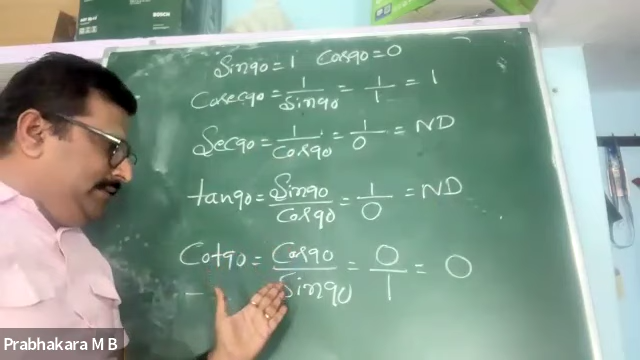 BOSCH
Sin90 = 1 Cos90 = 0
Cosec90 = 1/Sin90 = 1/1 = 1
Sec90 = 1/Cos90 = 1/0 = ND
tan90 = Sin90/Cos90 = 1/0 = ND
Cot90 = Cos90/Sin90 = 0/1 = 0
Prabhakara M B